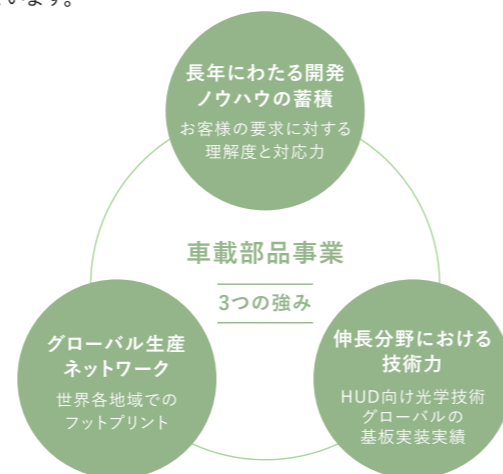 います。
長年にわたる開発
ノウハウの蓄積
お客様の要求に対する
理解度と対応力
車載部品事業
3つの強み
グローバル生産
ネットワーク
世界各地域での
フットプリント
伸長分野における
技術力
HUD向け光学技術
グローバルの
基板実装実績